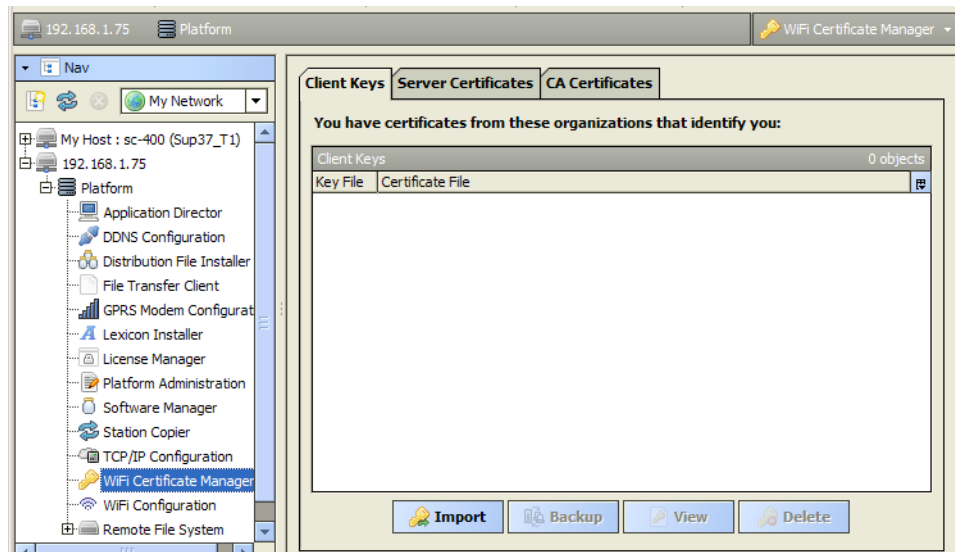 192.168.1.75 Platform WiFi Certificate Manager
Nav
My Network
My Host : sc-400 (Sup37_T1)
192.168.1.75
Platform
Application Director
DDNS Configuration
Distribution File Installer
File Transfer Client
GPRS Modem Configurat
Lexicon Installer
License Manager
Platform Administration
Software Manager
Station Copier
TCP/IP Configuration
WiFi Certificate Manager
WiFi Configuration
Remote File System
Client Keys Server Certificates CA Certificates
You have certificates from these organizations that identify you:
Client Keys 0 objects
Key File Certificate File
Import Backup View Delete